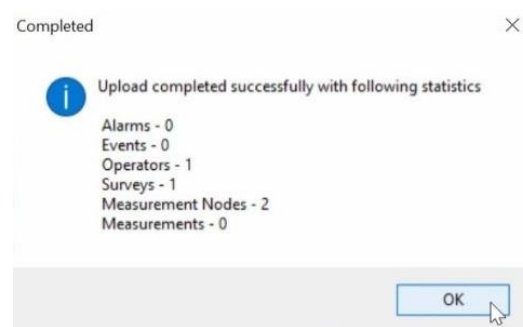 Completed
Upload completed successfully with following statistics
Alarms - 0
Events - 0
Operators - 1
Surveys - 1
Measurement Nodes - 2
Measurements - 0
OK